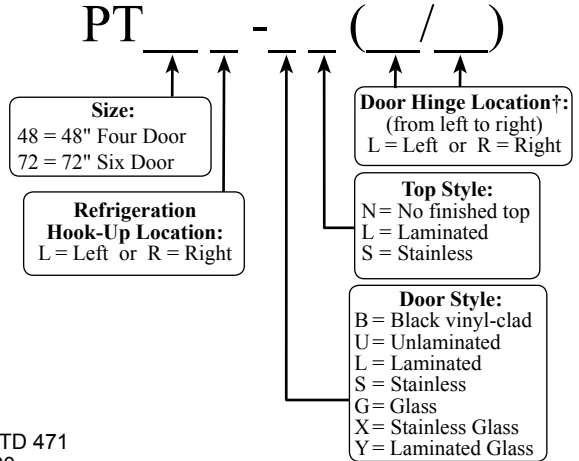 PT__ _ -_ _ (__/__)
Size:
48 = 48" Four Door
72 = 72" Six Door
Refrigeration
Hook-Up Location:
L = Left or R = Right
Door Hinge Location†:
(from left to right)
L = Left or R = Right
Top Style:
N = No finished top
L = Laminated
S = Stainless
Door Style:
B = Black vinyl-clad
U = Unlaminated
L = Laminated
S = Stainless
G = Glass
X = Stainless Glass
Y = Laminated Glass
TD 471